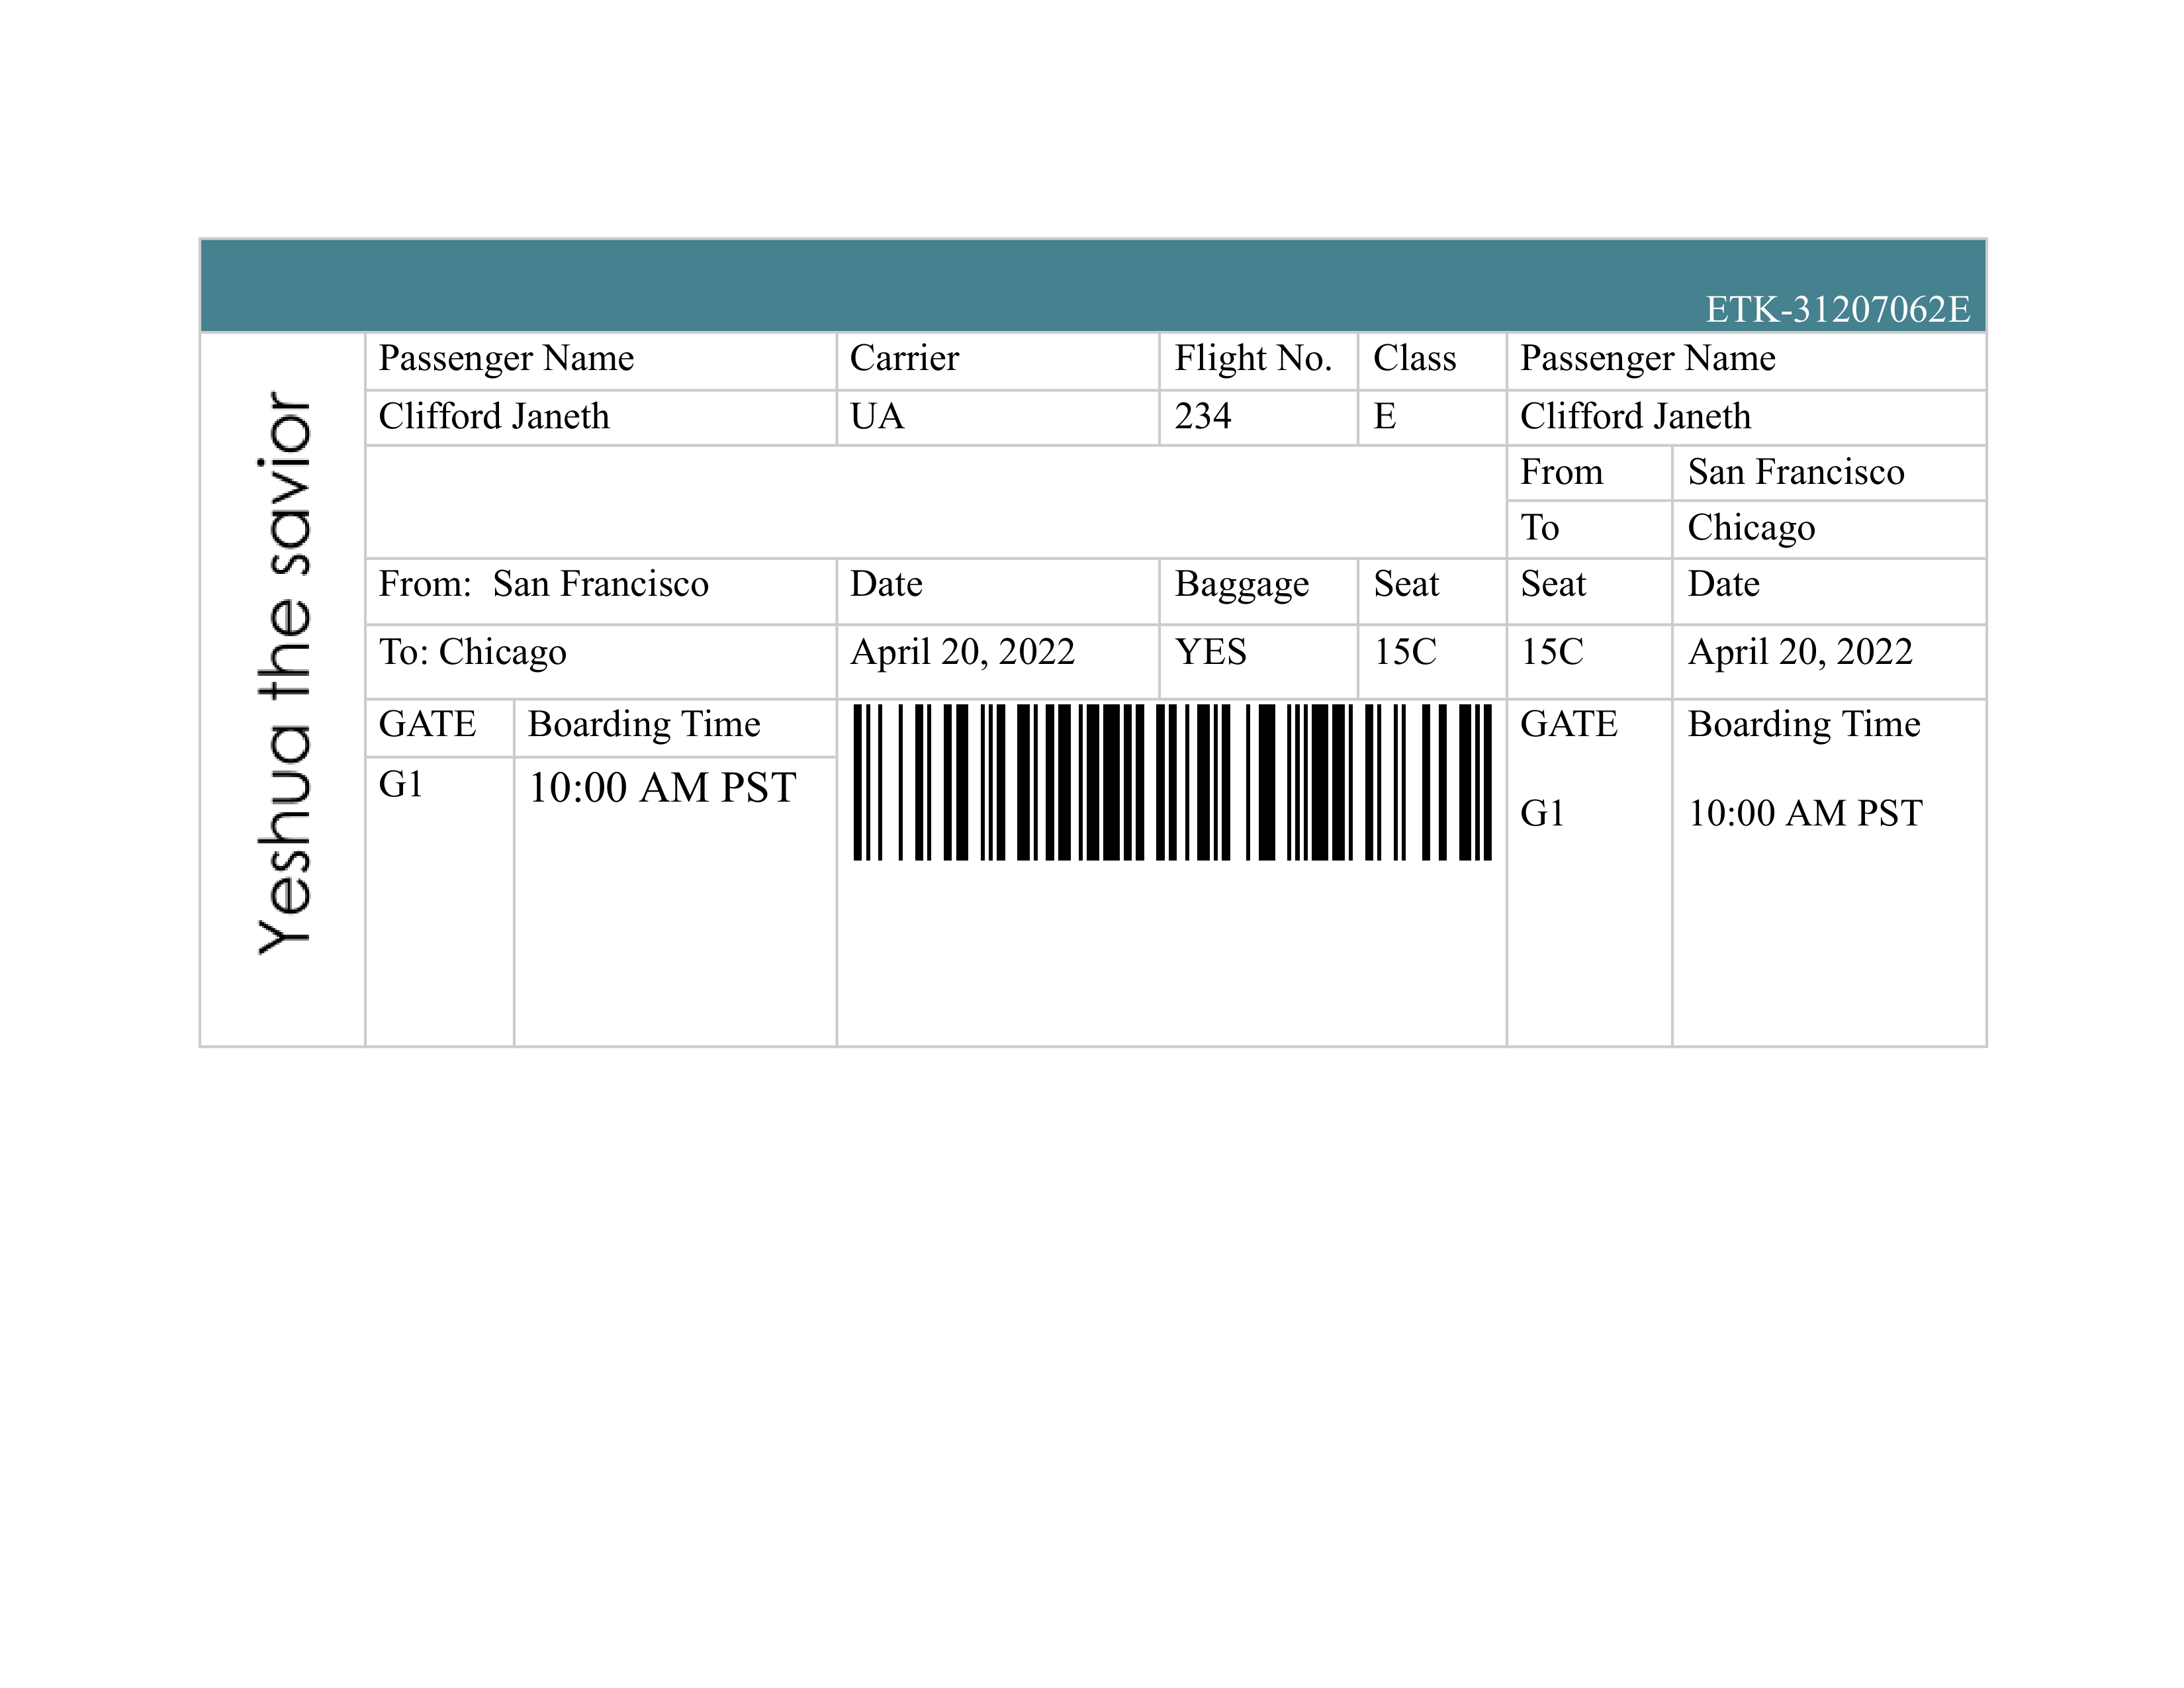 ETK-31207062E
Yeshua the savior
Passenger Name Carrier Flight No. Class Passenger Name
Clifford Janeth UA 234 E Clifford Janeth
From San Francisco
To Chicago
From: San Francisco Date Baggage Seat Seat Date
To: Chicago April 20, 2022 YES 15C 15C April 20, 2022
GATE Boarding Time GATE Boarding Time
G1 10:00 AM PST G1 10:00 AM PST